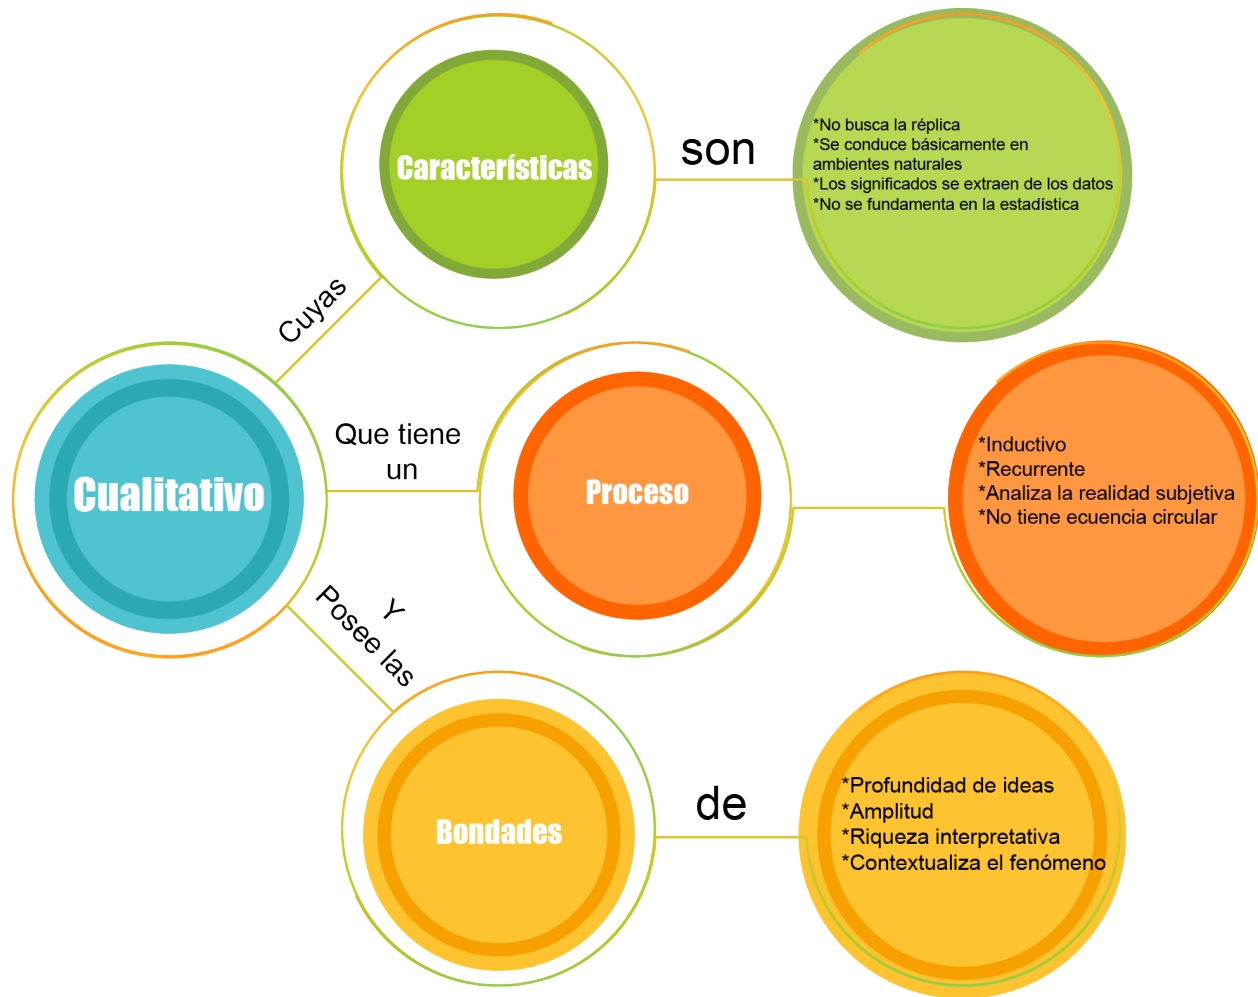 Cualitativo
Cuyas
Características
son
*No busca la réplica
*Se conduce básicamente en
ambientes naturales
*Los significados se extraen de los datos
*No se fundamenta en la estadística
Que tiene
un
Proceso
*Inductivo
*Recurrente
*Analiza la realidad subjetiva
*No tiene ecuencia circular
Y
Posee las
Bondades
de
*Profundidad de ideas
*Amplitud
*Riqueza interpretativa
*Contextualiza el fenómeno